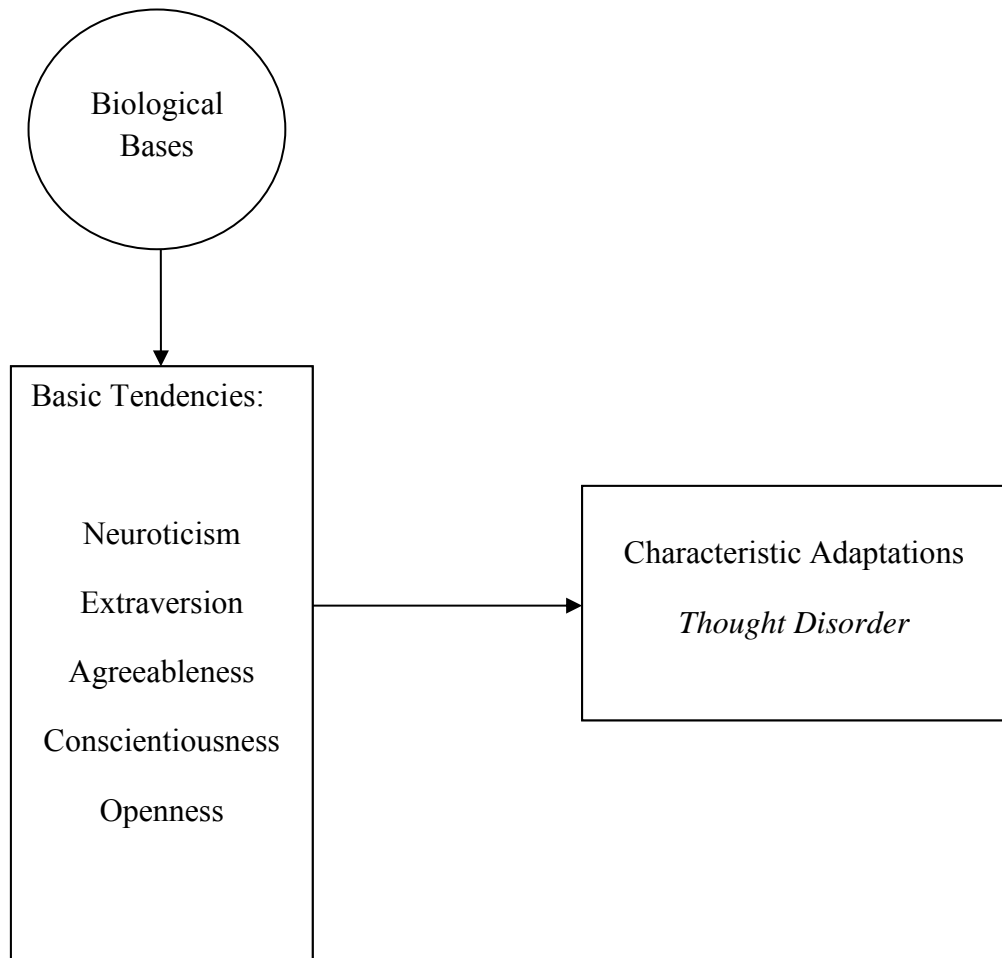 Biological
Bases
Basic Tendencies:
Neuroticism
Extraversion
Agreeableness
Conscientiousness
Openness
Characteristic Adaptations
Thought Disorder